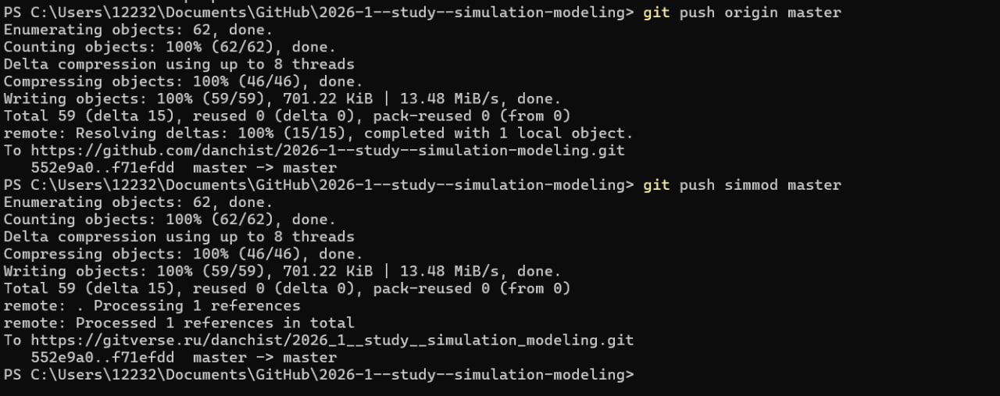 PS C:\Users\12232\Documents\GitHub\2026-1--study--simulation-modeling> git push origin master
Enumerating objects: 62, done.
Counting objects: 100% (62/62), done.
Delta compression using up to 8 threads
Compressing objects: 100% (46/46), done.
Writing objects: 100% (59/59), 701.22 KiB | 13.48 MiB/s, done.
Total 59 (delta 15), reused 0 (delta 0), pack-reused 0 (from 0)
remote: Resolving deltas: 100% (15/15), completed with 1 local object.
To https://github.com/danchist/2026-1--study--simulation-modeling.git
   552e9a0..f71efdd  master -> master
PS C:\Users\12232\Documents\GitHub\2026-1--study--simulation-modeling> git push simmod master
Enumerating objects: 62, done.
Counting objects: 100% (62/62), done.
Delta compression using up to 8 threads
Compressing objects: 100% (46/46), done.
Writing objects: 100% (59/59), 701.22 KiB | 13.48 MiB/s, done.
Total 59 (delta 15), reused 0 (delta 0), pack-reused 0 (from 0)
remote: . Processing 1 references
remote: Processed 1 references in total
To https://gitverse.ru/danchist/2026_1__study__simulation_modeling.git
   552e9a0..f71efdd  master -> master
PS C:\Users\12232\Documents\GitHub\2026-1--study--simulation-modeling>